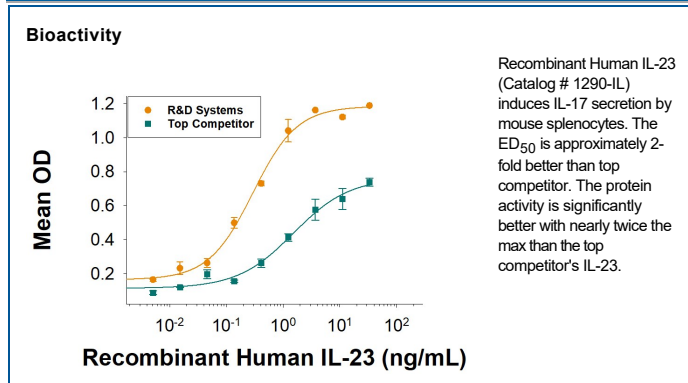 Bioactivity
Mean OD
1.2
1.0
0.8
0.6
0.4
0.2
R&D Systems
Top Competitor
10-2
10-1
100
101
102
Recombinant Human IL-23 (ng/mL)
Recombinant Human IL-23
(Catalog # 1290-IL)
induces IL-17 secretion by
mouse splenocytes. The
ED50 is approximately 2-
fold better than top
competitor. The protein
activity is significantly
better with nearly twice the
max than the top
competitor's IL-23.